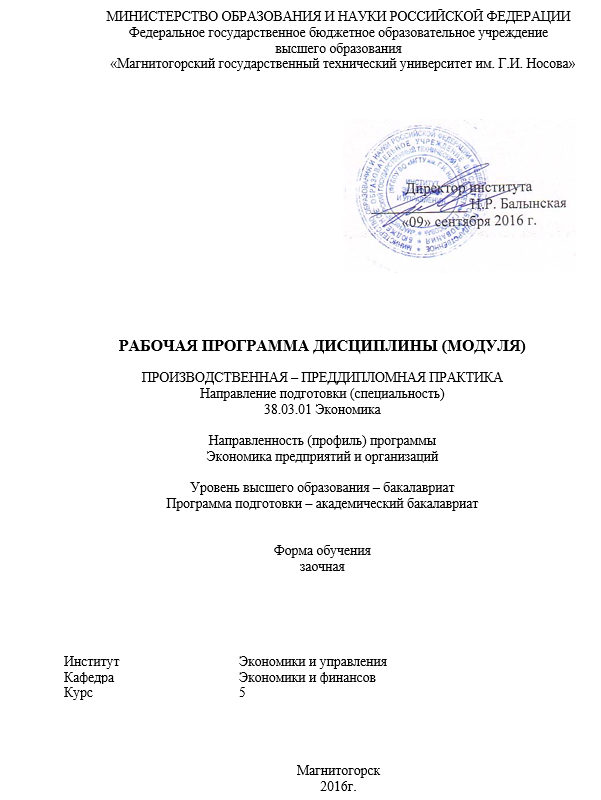 МИНИСТЕРСТВО ОБРАЗОВАНИЯ И НАУКИ РОССИЙСКОЙ ФЕДЕРАЦИИ
Федеральное государственное бюджетное образовательное учреждение
высшего образования
«Магнитогорский государственный технический университет им. Г.И. Носова»
Директор института
Н.Р. Балынская
«09» сентября 2016 г.
РАБОЧАЯ ПРОГРАММА ДИСЦИПЛИНЫ (МОДУЛЯ)
ПРОИЗВОДСТВЕННАЯ – ПРЕДДИПЛОМНАЯ ПРАКТИКА
Направление подготовки (специальность)
38.03.01 Экономика
Направленность (профиль) программы
Экономика предприятий и организаций
Уровень высшего образования – бакалавриат
Программа подготовки – академический бакалавриат
Форма обучения
заочная
Институт Экономики и управления
Кафедра Экономики и финансов
Курс 5
Магнитогорск
2016г.